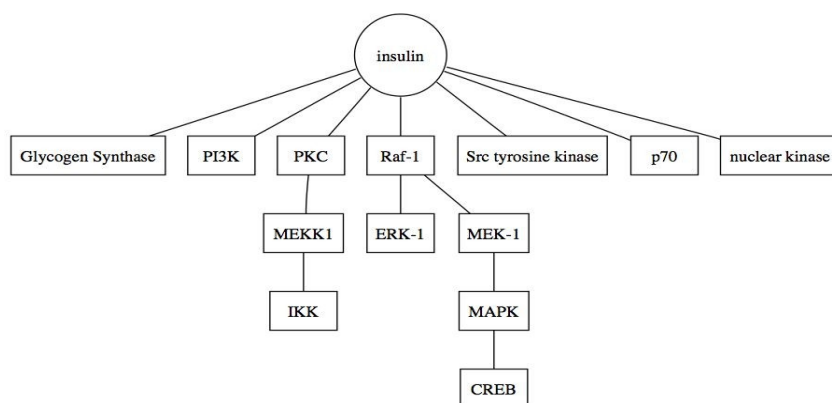 insulin
Glycogen Synthase
PI3K
PKC
Raf-1
Src tyrosine kinase
p70
nuclear kinase
MEKK1
ERK-1
MEK-1
IKK
MAPK
CREB